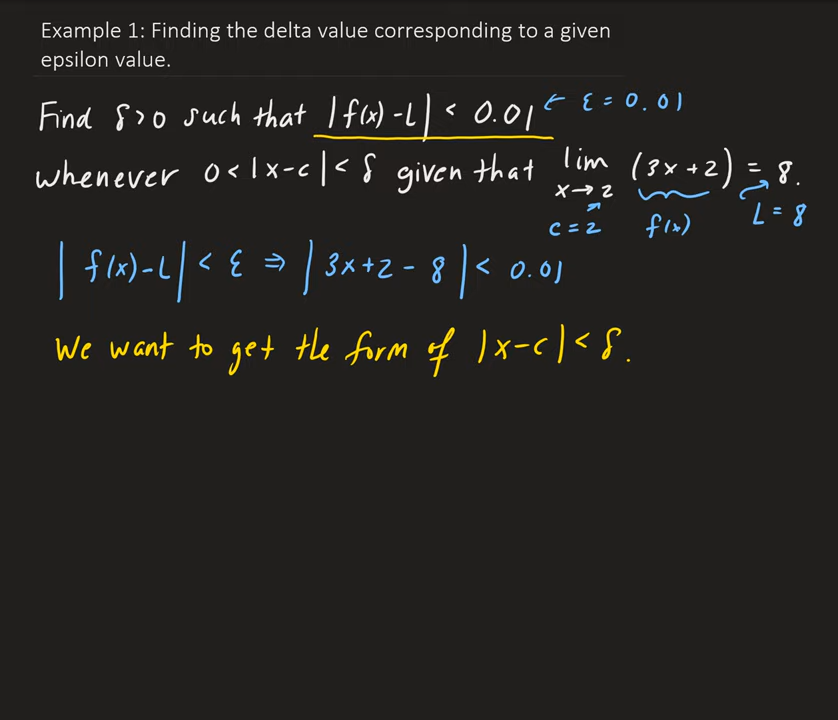 Example 1: Finding the delta value corresponding to a given
epsilon value.
Find δ>0 such that |f(x)-L| < 0.01 ← ε = 0.01
whenever 0<|x-c|<δ given that lim x→2 (3x+2) = 8.
c=2 f(x) L=8
|f(x)-L| < ε ⇒ |3x+2-8| < 0.01
We want to get the form of |x-c|<δ.